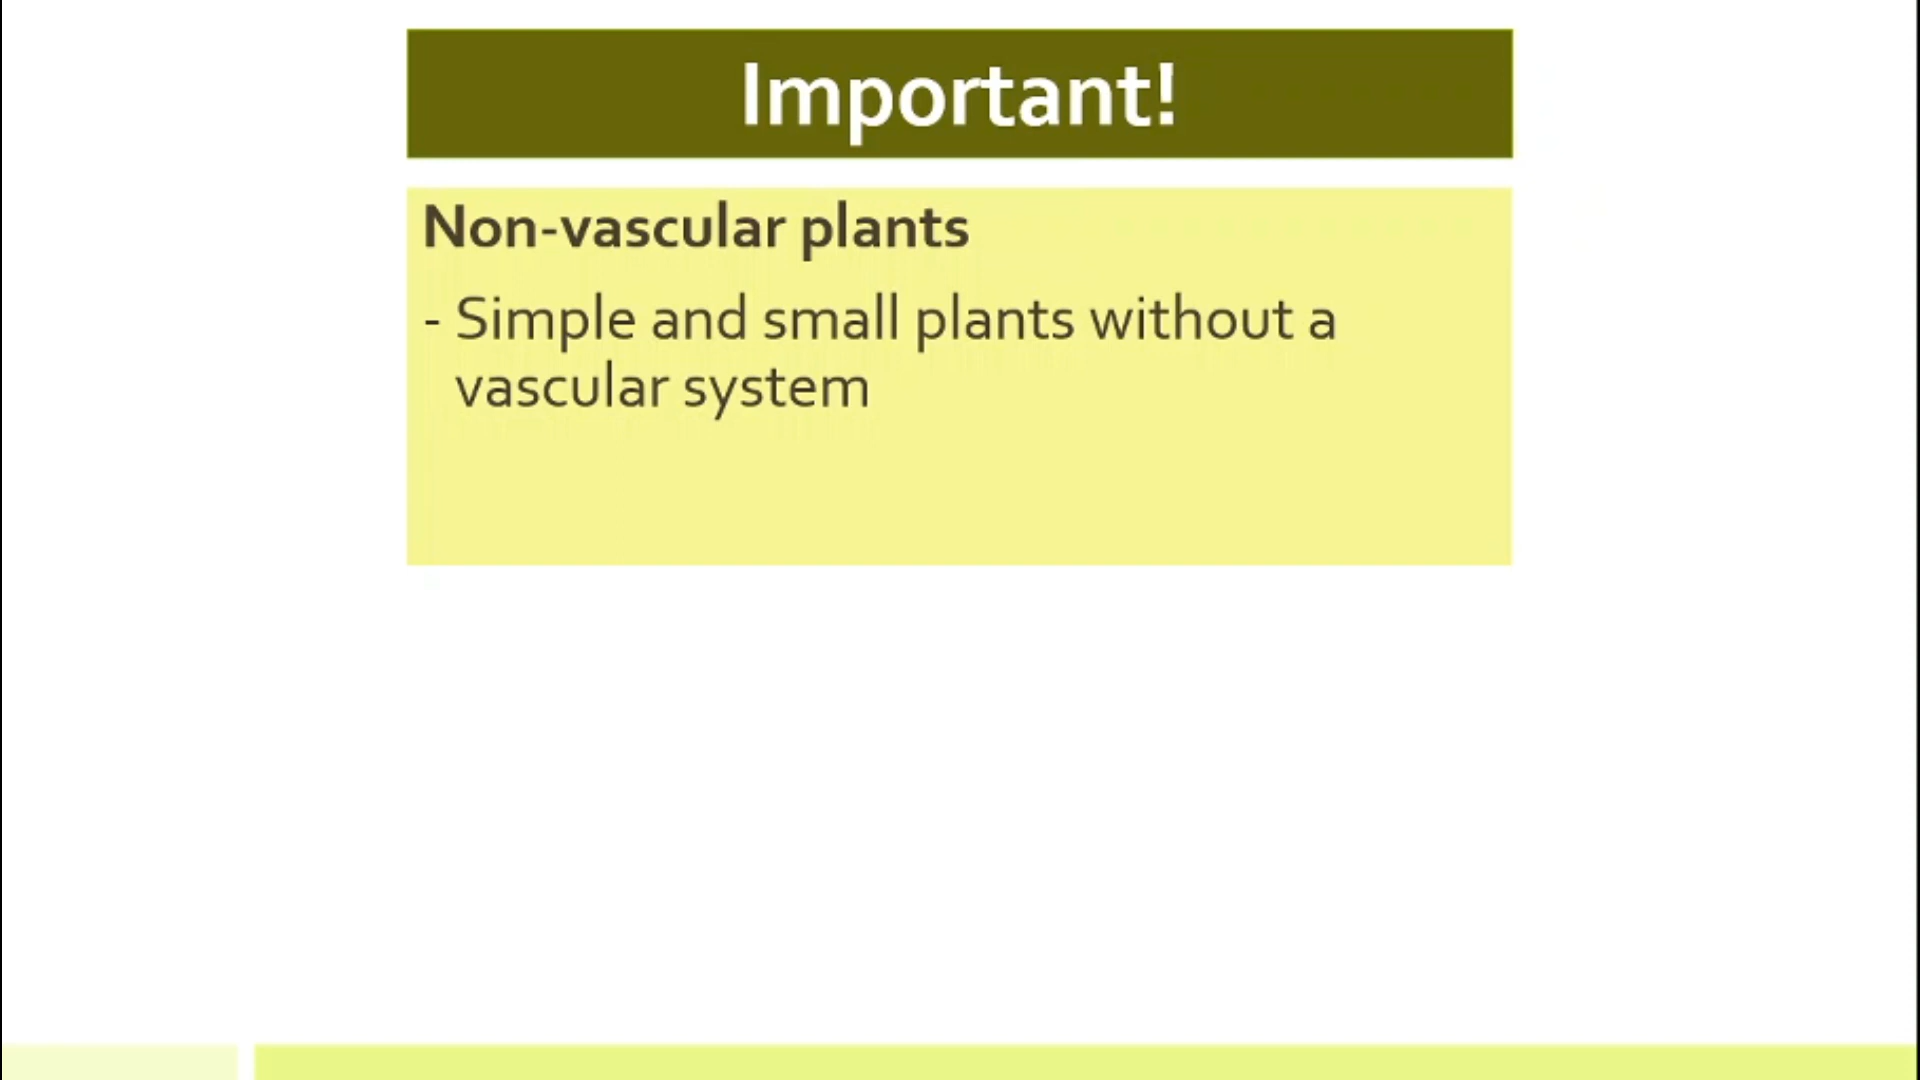 Important!
Non-vascular plants
- Simple and small plants without a
vascular system